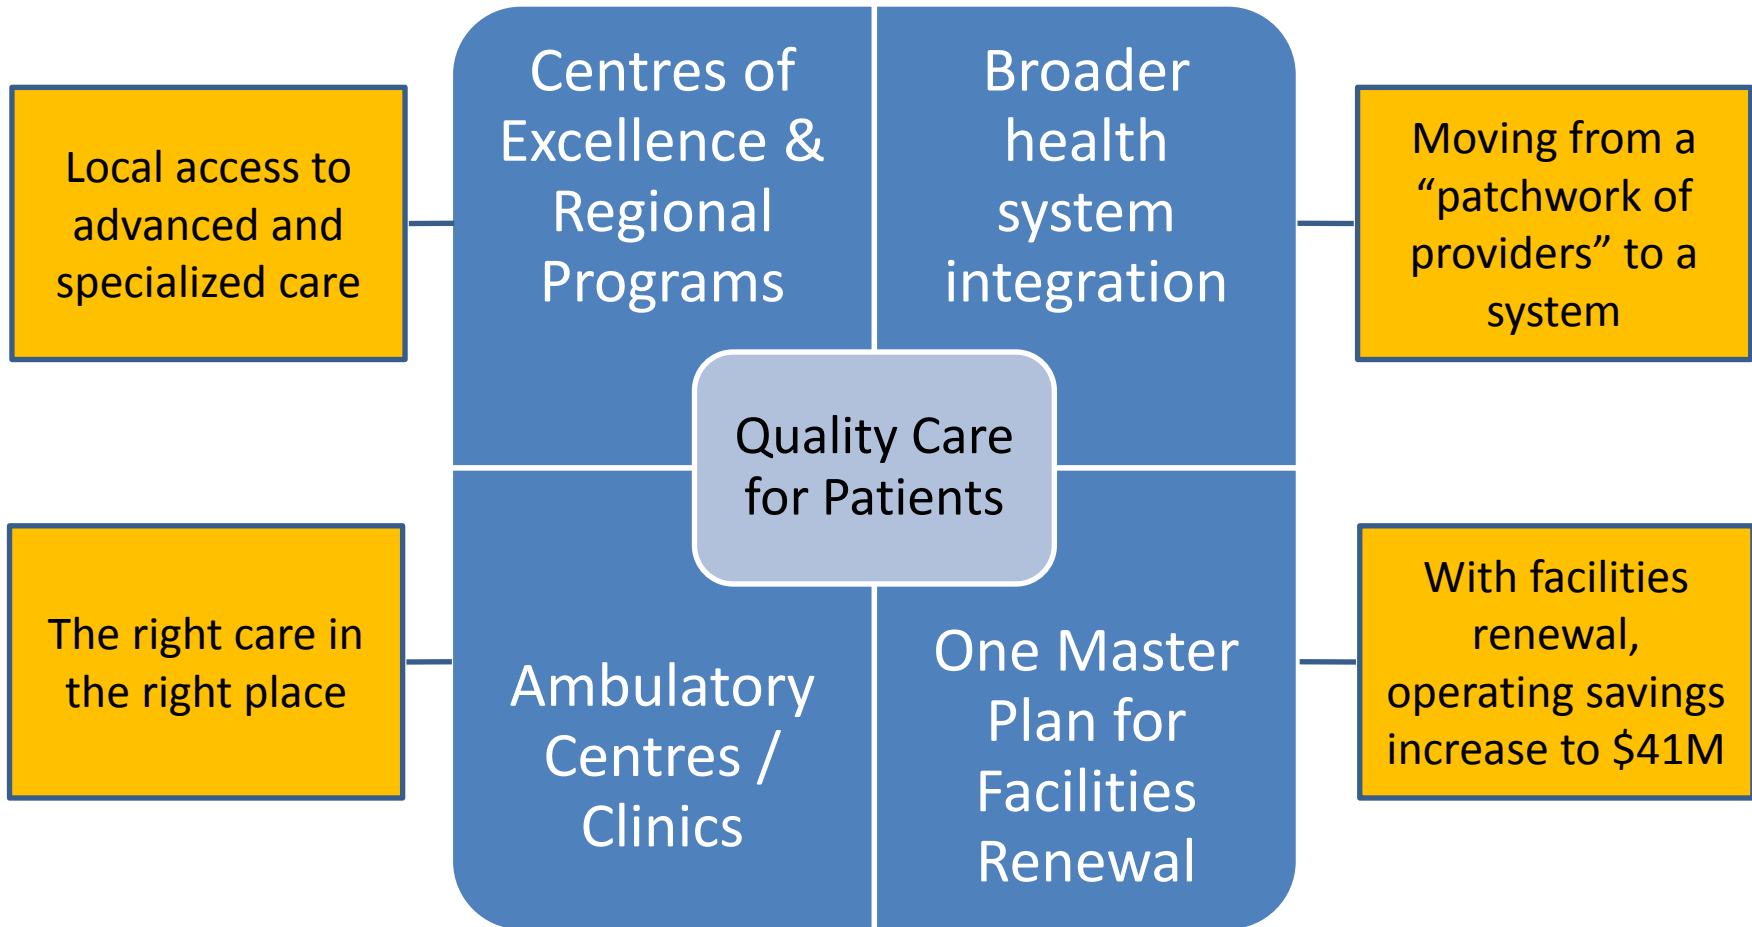 Local access to
advanced and
specialized care
Centres of
Excellence &
Regional
Programs
Broader
health
system
integration
Moving from a
“patchwork of
providers” to a
system
Quality Care
for Patients
The right care in
the right place
Ambulatory
Centres /
Clinics
One Master
Plan for
Facilities
Renewal
With facilities
renewal,
operating savings
increase to $41M